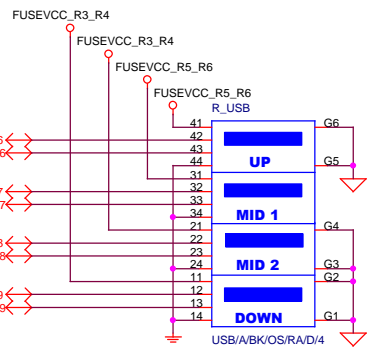 FUSEVCC_R3_R4
FUSEVCC_R3_R4
FUSEVCC_R5_R6
FUSEVCC_R5_R6
R_USB
41
42
43
44
UP
G6
G5
31
32
33
34
MID 1
21
22
23
24
MID 2
G4
G3
11
12
13
14
DOWN
G2
G1
USB/A/BK/OS/RA/D/4